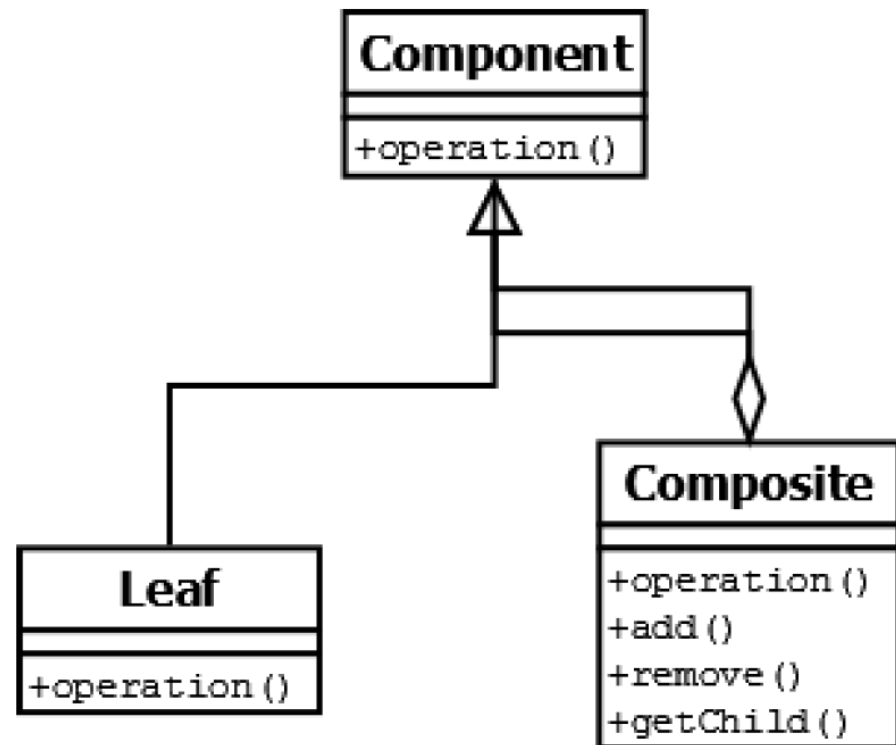 Component
+operation()
Leaf
+operation()
Composite
+operation()
+add()
+remove()
+getChild()